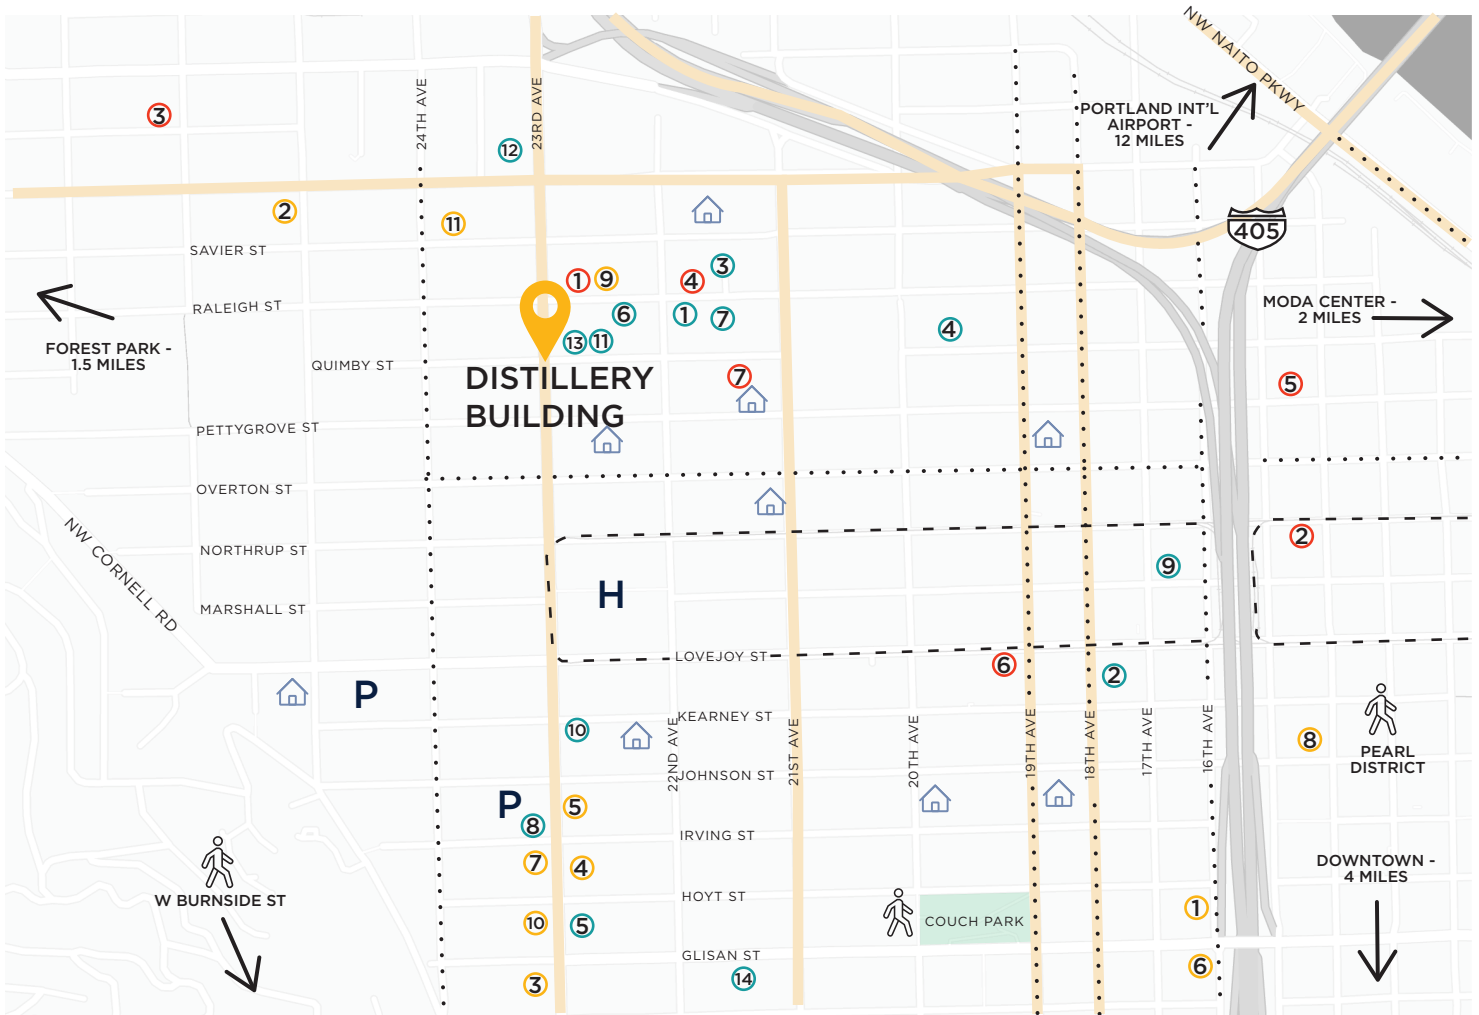 NW NAITO PKWY
PORTLAND INT'L
AIRPORT -
12 MILES
24TH AVE
23RD AVE
3
12
2
11
405
SAVIER ST
3
1
9
4
RALEIGH ST
6
1
7
4
MODA CENTER -
2 MILES
FOREST PARK -
1.5 MILES
13
11
QUIMBY ST
DISTILLERY
BUILDING
7
5
PETTYGROVE ST
OVERTON ST
NW CORNELL RD
NORTHRUP ST
2
9
H
MARSHALL ST
LOVEJOY ST
6
2
P
KEARNEY ST
10
22ND AVE
21ST AVE
20TH AVE
19TH AVE
18TH AVE
17TH AVE
16TH AVE
8
PEARL
DISTRICT
JOHNSON ST
P
5
8
IRVING ST
7
4
DOWNTOWN -
4 MILES
W BURNSIDE ST
HOYT ST
1
10
5
COUCH PARK
GLISAN ST
6
3
14